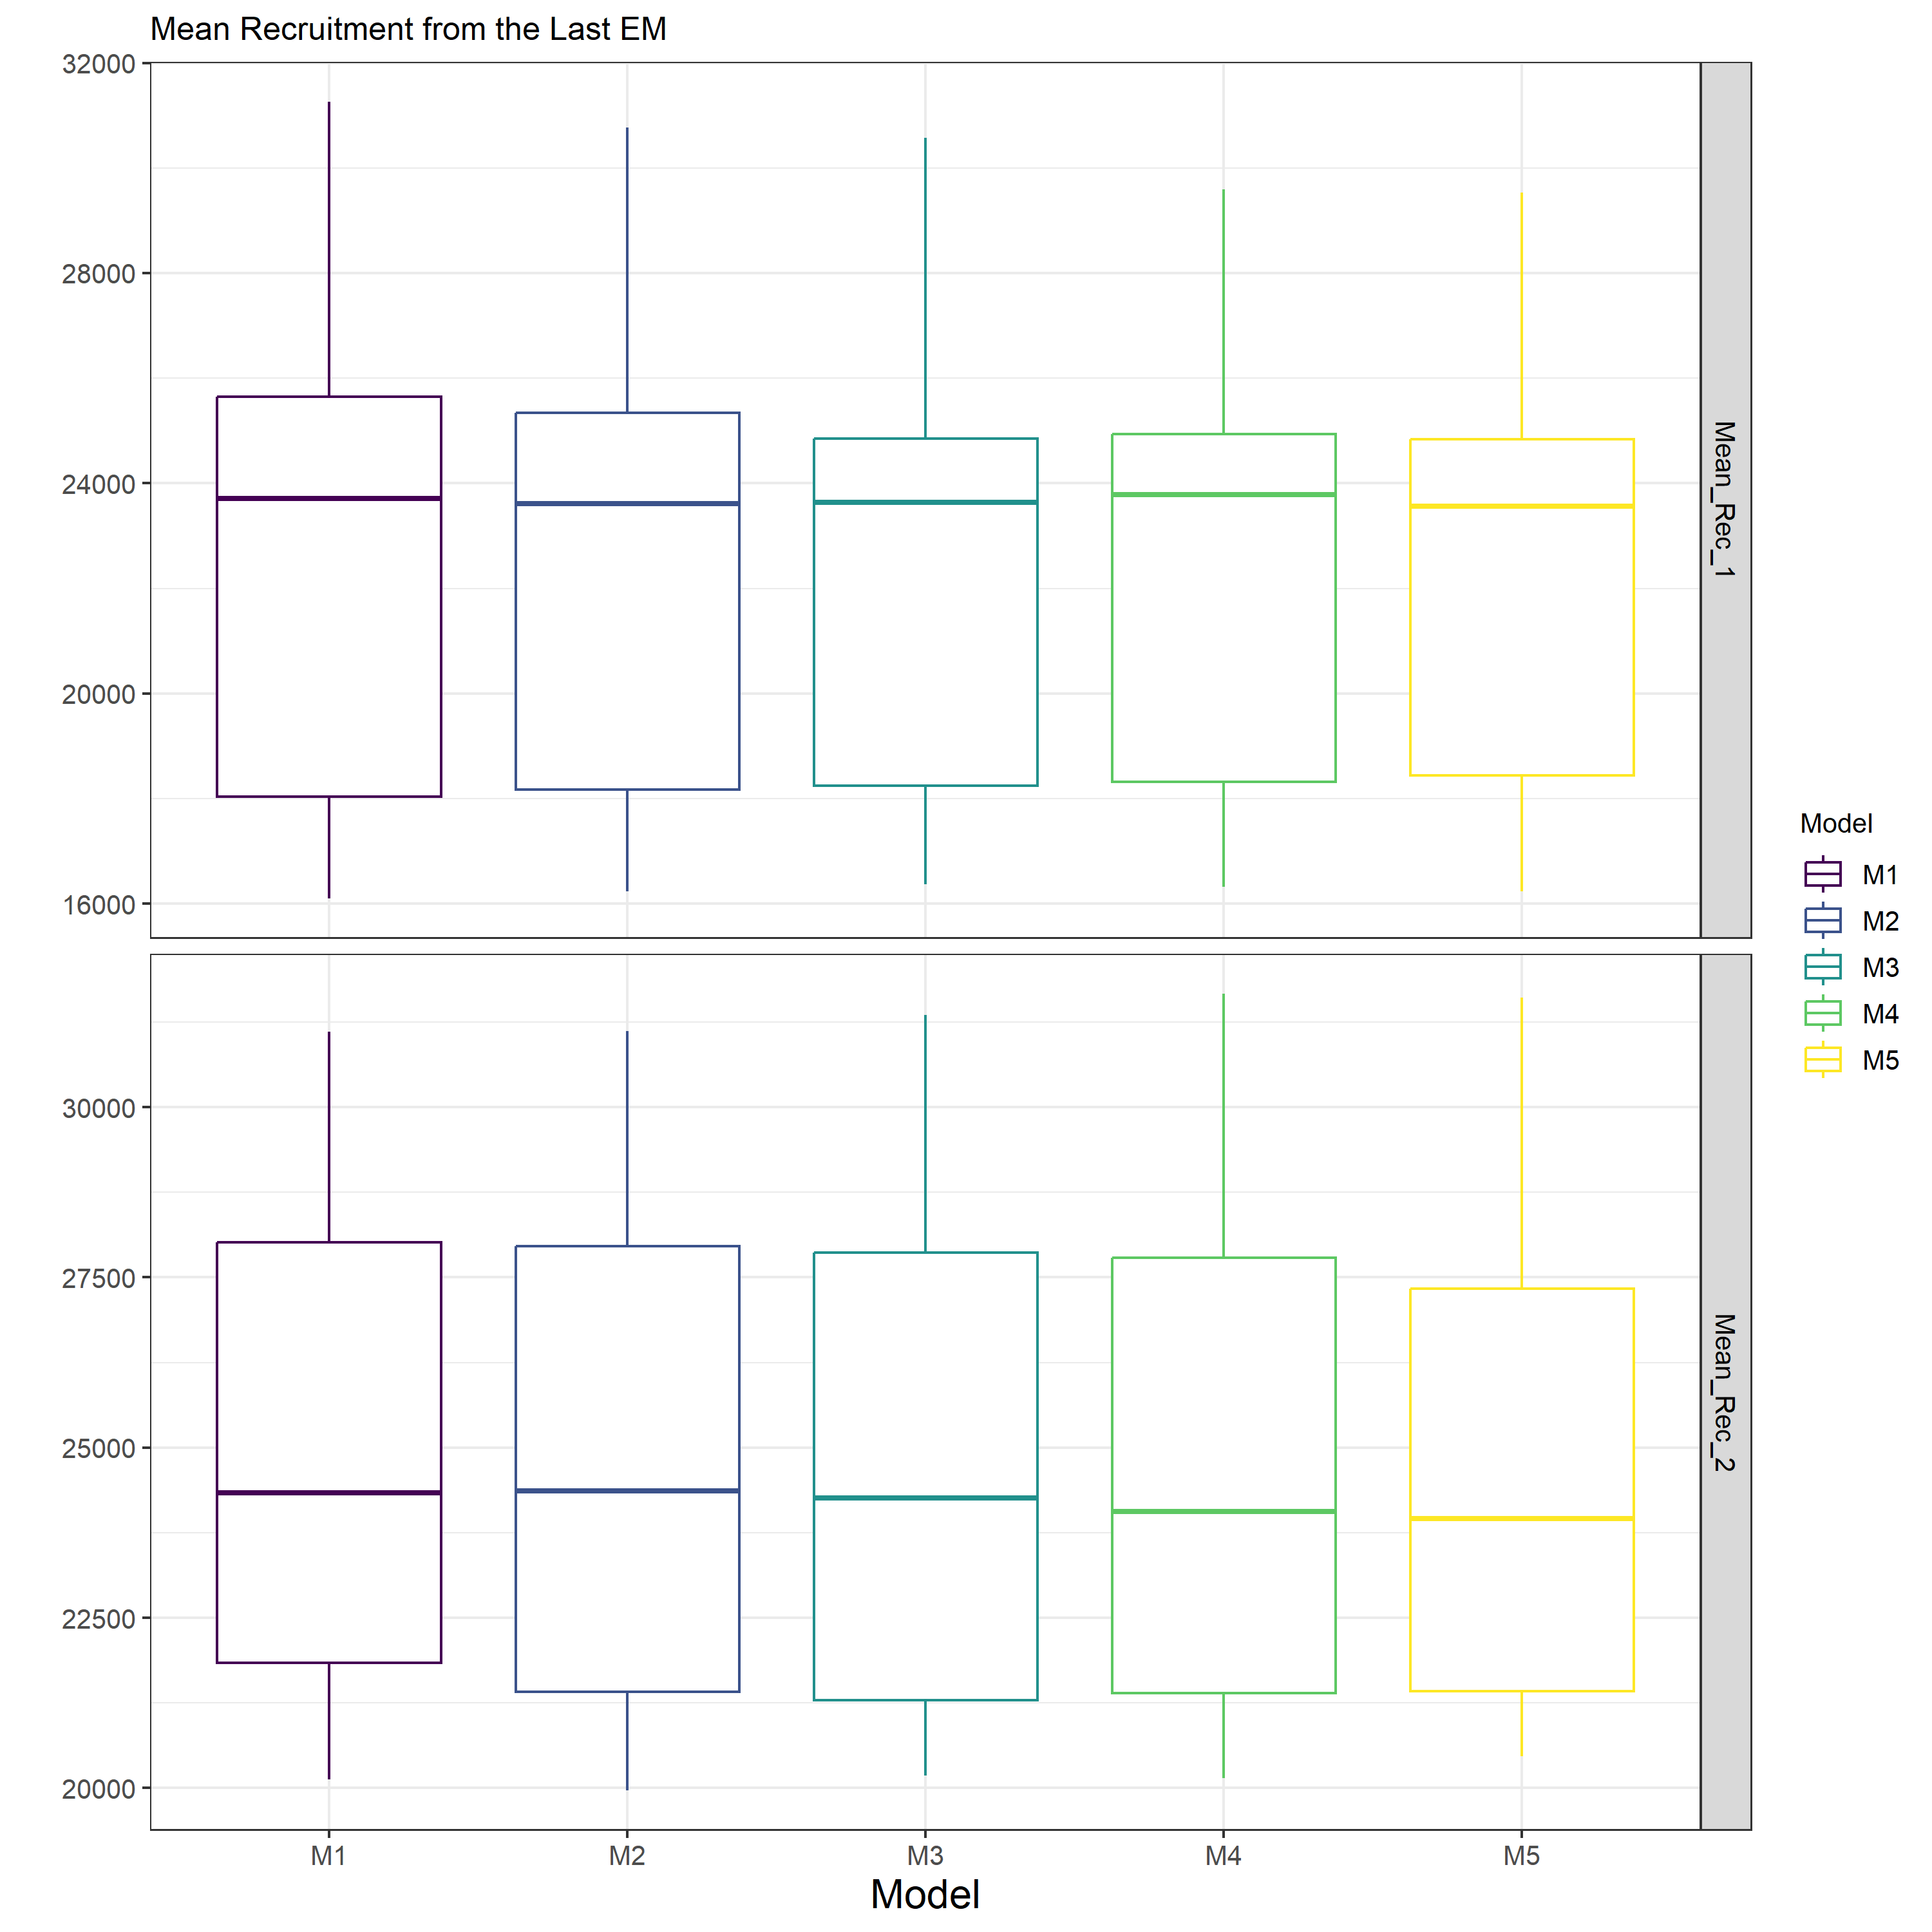 Mean Recruitment from the Last EM
32000
28000
24000
20000
16000
Mean_Rec_1
30000
27500
25000
22500
20000
Mean_Rec_2
M1
M2
M3
M4
M5
Model
Model
M1
M2
M3
M4
M5